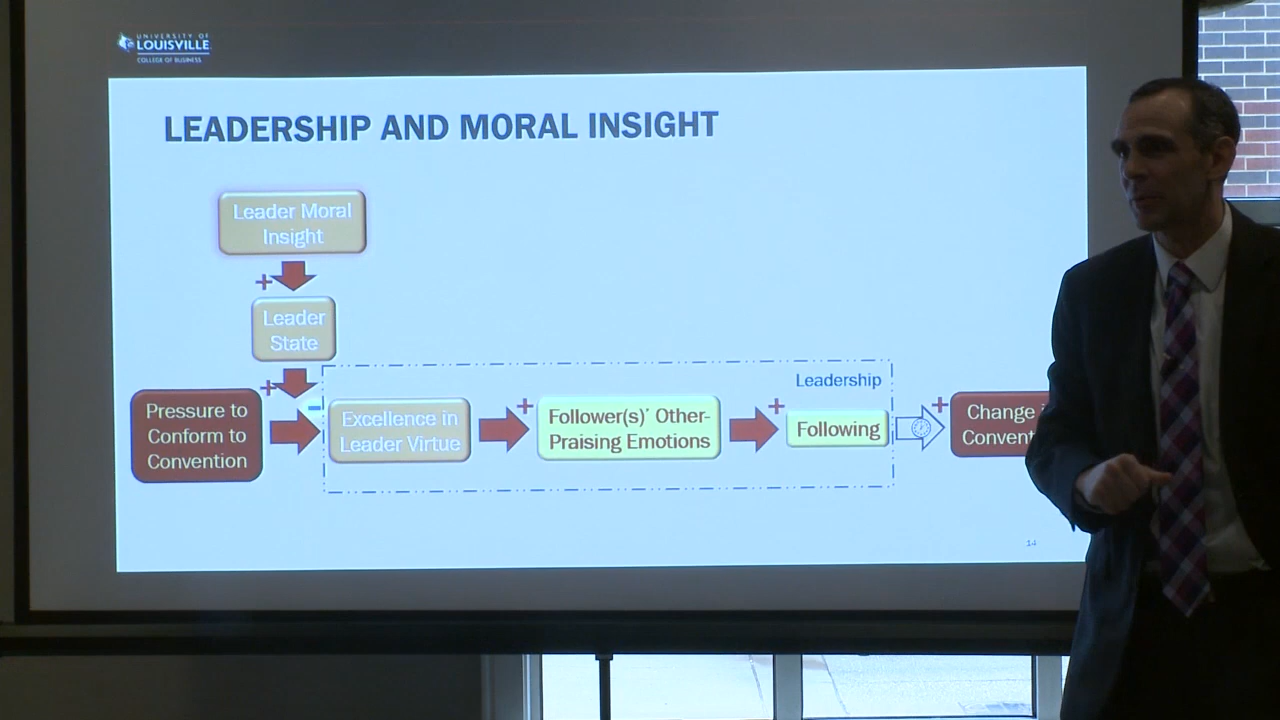 UNIVERSITY OF
LOUISVILLE
COLLEGE OF BUSINESS
LEADERSHIP AND MORAL INSIGHT
Leader Moral
Insight
+
Leader
State
+
-
Pressure to
Conform to
Convention
Excellence in
Leader Virtue
+
Follower(s)' Other-
Praising Emotions
+
Leadership
Following
+
Change
14